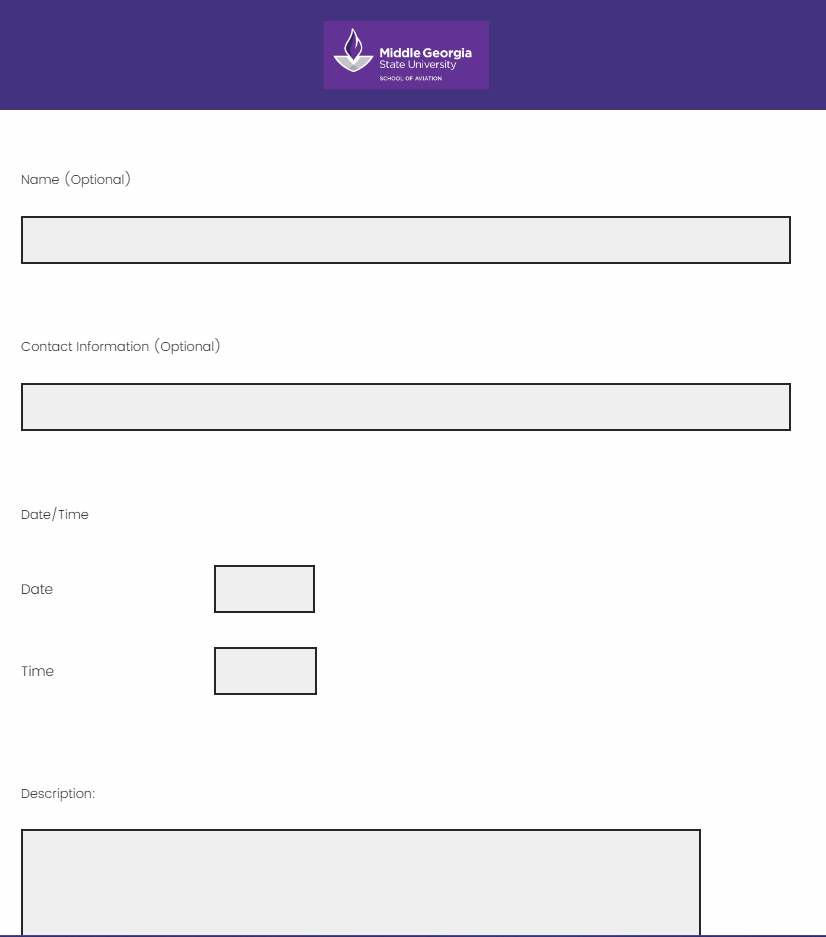 Middle Georgia
State University
SCHOOL OF AVIATION
Name (Optional)
Contact Information (Optional)
Date/Time
Date
Time
Description: